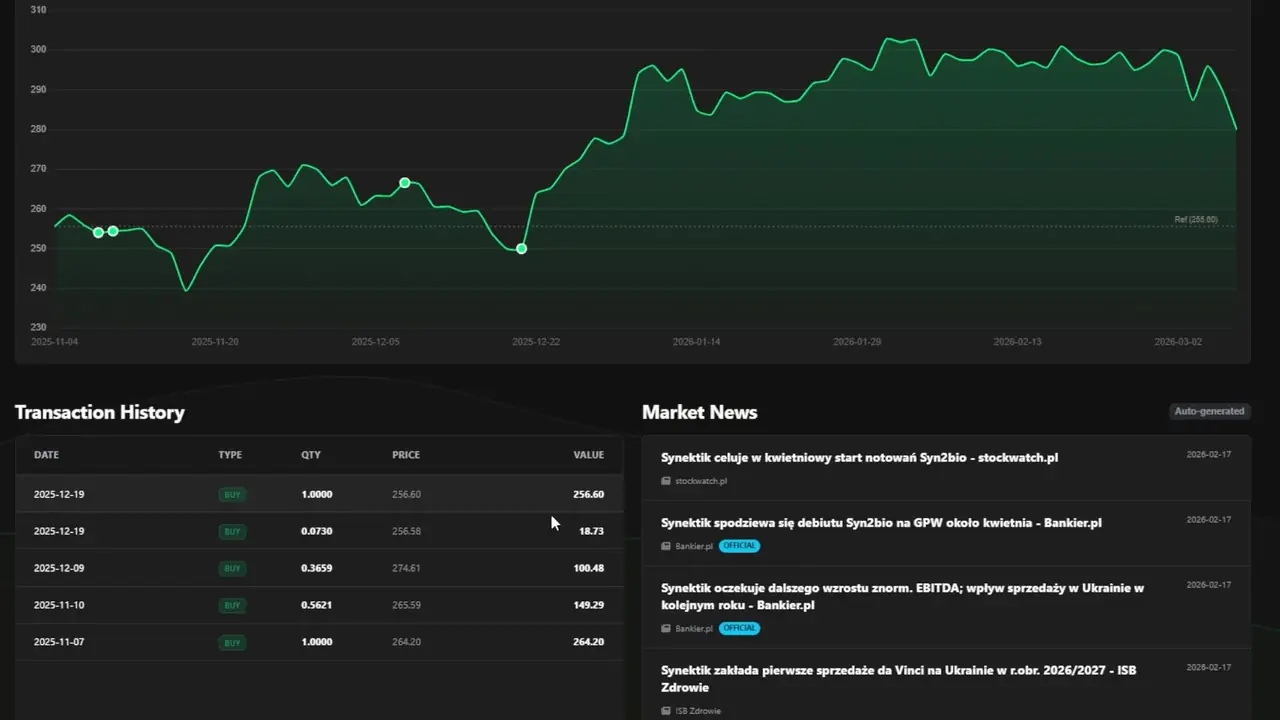 310
300
290
280
270
260
250
240
230
Ref (255.60)
2025-11-04 2025-11-20 2025-12-05 2025-12-22 2026-01-14 2026-01-29 2026-02-13 2026-03-02
Transaction History
DATE TYPE QTY PRICE VALUE
2025-12-19 BUY 1.0000 256.60 256.60
2025-12-19 BUY 0.0730 256.58 18.73
2025-12-09 BUY 0.3659 274.61 100.48
2025-11-10 BUY 0.5621 265.59 149.29
2025-11-07 BUY 1.0000 264.20 264.20
Market News Auto-generated
Synektik celuje w kwietniowy start notowań Syn2bio - stockwatch.pl 2026-02-17
stockwatch.pl
Synektik spodziewa się debiutu Syn2bio na GPW około kwietnia - Bankier.pl 2026-02-17
Bankier.pl OFFICIAL
Synektik oczekuje dalszego wzrostu znorm. EBITDA; wpływ sprzedaży w Ukrainie w 2026-02-17
kolejnym roku - Bankier.pl
Bankier.pl OFFICIAL
Synektik zakłada pierwsze sprzedaże da Vinci na Ukrainie w r.obr. 2026/2027 - ISB 2026-02-17
Zdrowie
ISB Zdrowie